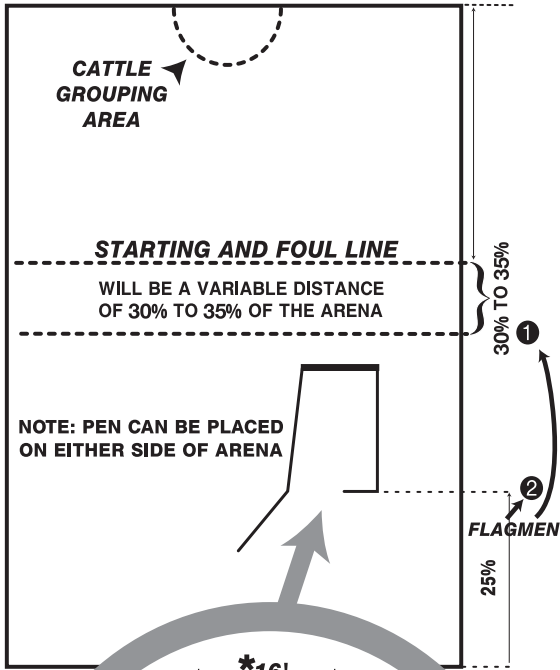 CATTLE
GROUPING
AREA
STARTING AND FOUL LINE
WILL BE A VARIABLE DISTANCE
OF 30% TO 35% OF THE ARENA
30% TO 35%
1
NOTE: PEN CAN BE PLACED
ON EITHER SIDE OF ARENA
2
FLAGMEN
25%
*16'